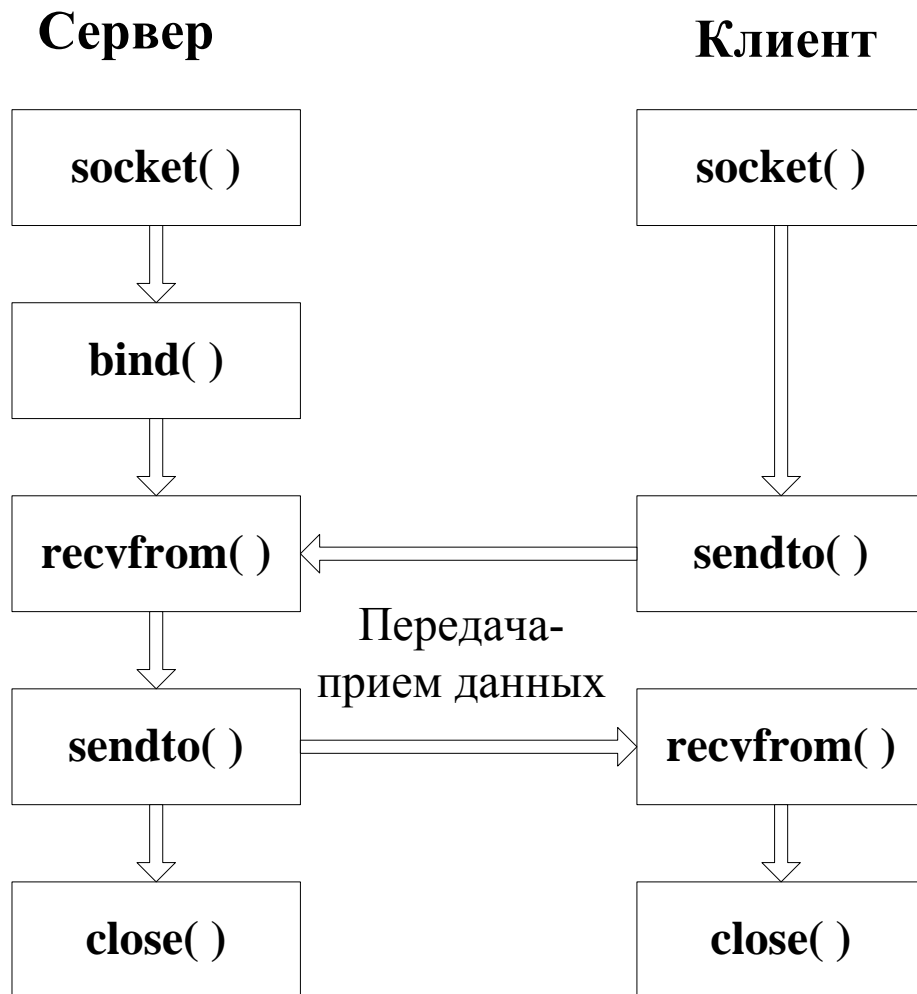 Сервер
Клиент
socket( )
socket( )
bind( )
recvfrom( )
sendto( )
Передача-
прием данных
sendto( )
recvfrom( )
close( )
close( )